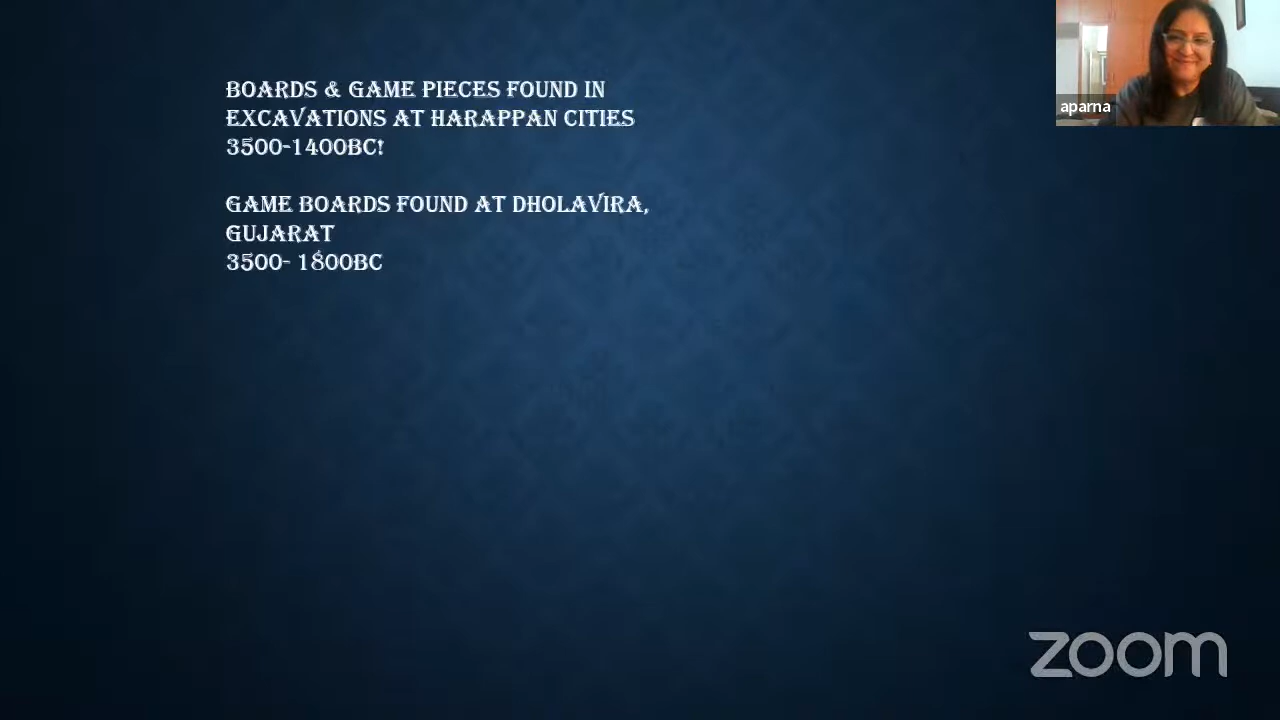 BOARDS & GAME PIECES FOUND IN
EXCAVATIONS AT HARAPPAN CITIES
3500-1400BC!
GAME BOARDS FOUND AT DHOLAVIRA,
GUJARAT
3500- 1800BC
aparna
zoom